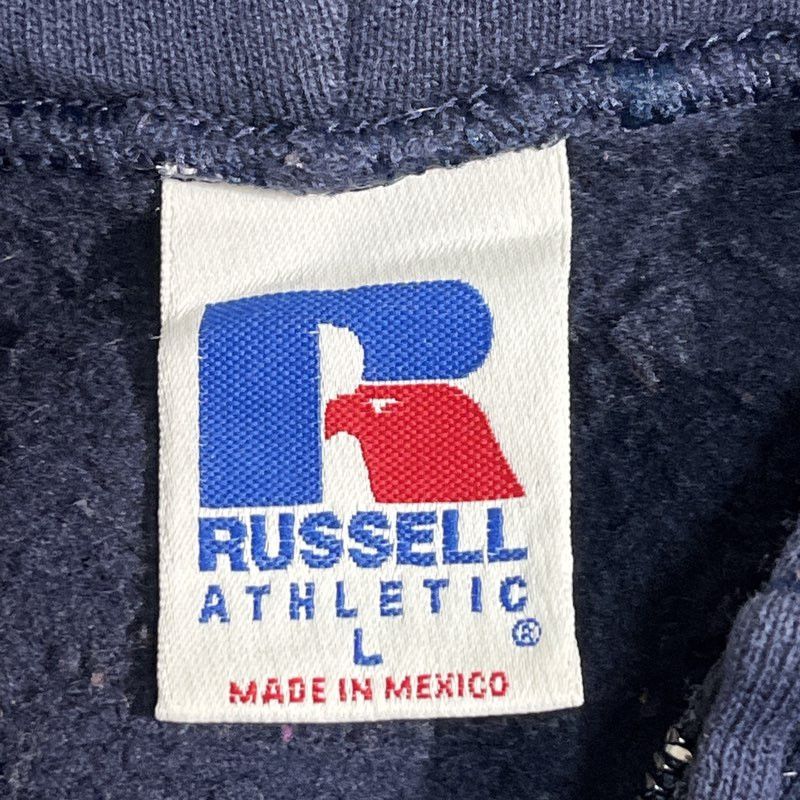 RUSSELL
ATHLETIC
®
L
MADE IN MEXICO